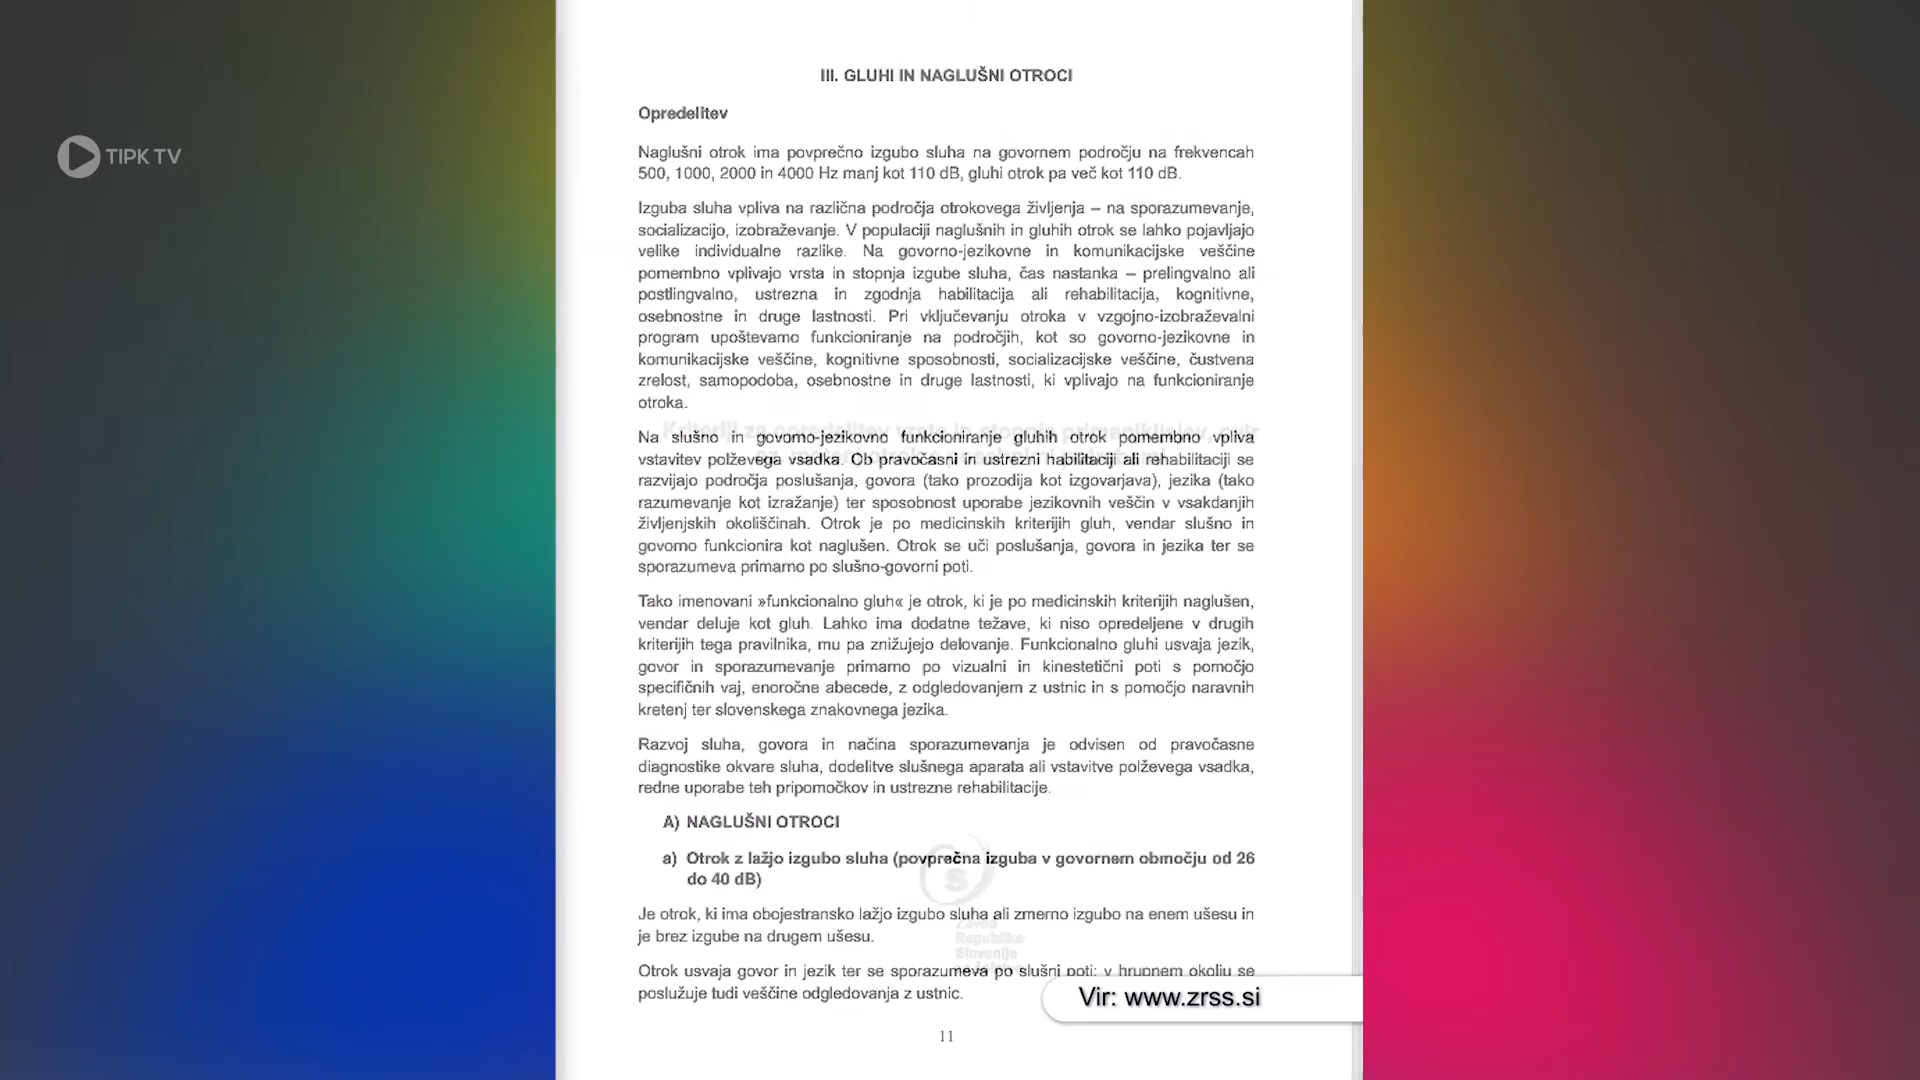 TIPK TV
III. GLUHI IN NAGLUŠNI OTROCI
Opredelitev
Naglušni otrok ima povprečno izgubo sluha na govornem področju na frekvencah
500, 1000, 2000 in 4000 Hz manj kot 110 dB, gluhi otrok pa več kot 110 dB.
Izguba sluha vpliva na različna področja otrokovega življenja – na sporazumevanje,
socializacijo, izobraževanje. V populaciji naglušnih in gluhih otrok se lahko pojavljajo
velike individualne razlike. Na govorno-jezikovne in komunikacijske veščine
pomembno vplivajo vrsta in stopnja izgube sluha, čas nastanka – prelingvalno ali
postlingvalno, ustrezna in zgodnja habilitacija ali rehabilitacija, kognitivne,
osebnostne in druge lastnosti. Pri vključevanju otroka v vzgojno-izobraževalni
program upoštevamo funkcioniranje na področjih, kot so govorno-jezikovne in
komunikacijske veščine, kognitivne sposobnosti, socializacijske veščine, čustvena
zrelost, samopodoba, osebnostne in druge lastnosti, ki vplivajo na funkcioniranje
otroka.
Na slušno in govorno-jezikovno funkcioniranje gluhih otrok pomembno vpliva
vstavitev polževega vsadka. Ob pravočasni in ustrezni habilitaciji ali rehabilitaciji se
razvijajo področja poslušanja, govora (tako prozodija kot izgovarjava), jezika (tako
razumevanje kot izražanje) ter sposobnost uporabe jezikovnih veščin v vsakdanjih
življenjskih okoliščinah. Otrok je po medicinskih kriterijih gluh, vendar slušno in
govorno funkcionira kot naglušen. Otrok se uči poslušanja, govora in jezika ter se
sporazumeva primarno po slušno-govorni poti.
Tako imenovani »funkcionalno gluh« je otrok, ki je po medicinskih kriterijih naglušen,
vendar deluje kot gluh. Lahko ima dodatne težave, ki niso opredeljene v drugih
kriterijih tega pravilnika, mu pa znižujejo delovanje. Funkcionalno gluhi usvaja jezik,
govor in sporazumevanje primarno po vizualni in kinestetični poti s pomočjo
specifičnih vaj, enoročne abecede, z odgledovanjem z ustnic in s pomočjo naravnih
kretenj ter slovenskega znakovnega jezika.
Razvoj sluha, govora in načina sporazumevanja je odvisen od pravočasne
diagnostike okvare sluha, dodelitve slušnega aparata ali vstavitve polževega vsadka,
redne uporabe teh pripomočkov in ustrezne rehabilitacije.
A) NAGLUŠNI OTROCI
a) Otrok z lažjo izgubo sluha (povprečna izguba v govornem območju od 26
do 40 dB)
Je otrok, ki ima obojestransko lažjo izgubo sluha ali zmerno izgubo na enem ušesu in
je brez izgube na drugem ušesu.
Otrok usvaja govor in jezik ter se sporazumeva po slušni poti; v hrupnem okolju se
poslužuje tudi veščine odgledovanja z ustnic.
Vir: www.zrss.si
11